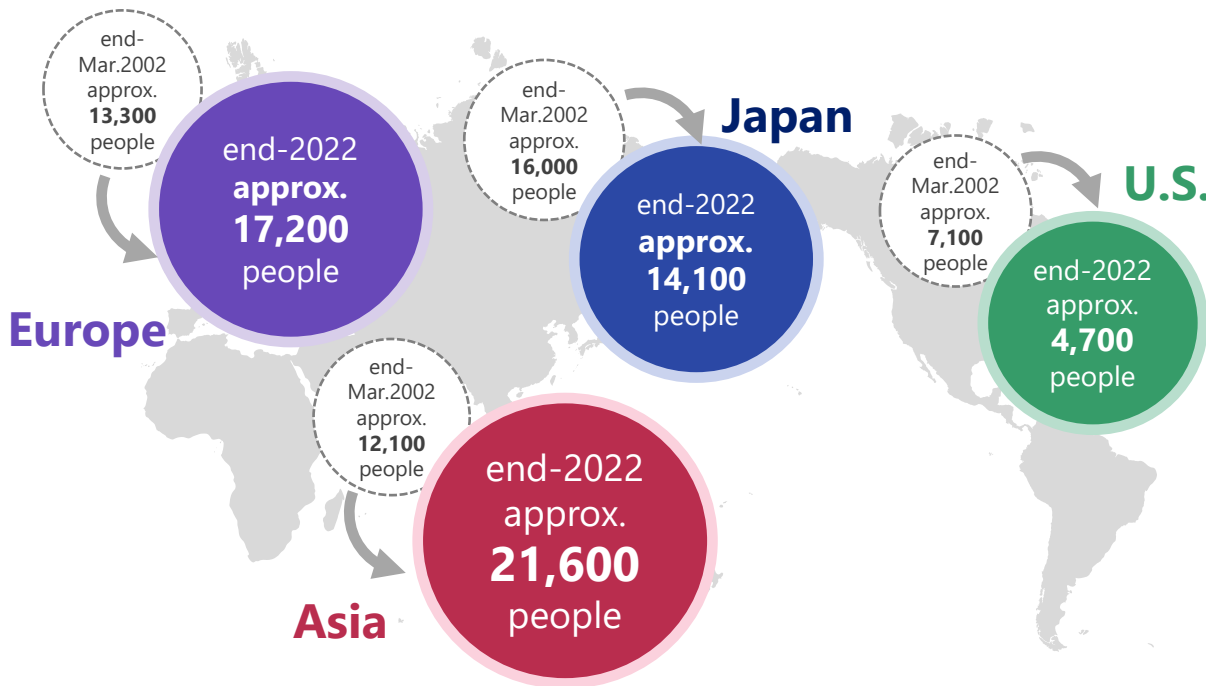 end-
Mar.2002
approx.
13,300
people
end-2022
approx.
17,200
people
Europe
end-
Mar.2002
approx.
16,000
people
Japan
end-2022
approx.
14,100
people
end-
Mar.2002
approx.
7,100
people
U.S.
end-2022
approx.
4,700
people
end-
Mar.2002
approx.
12,100
people
end-2022
approx.
21,600
people
Asia